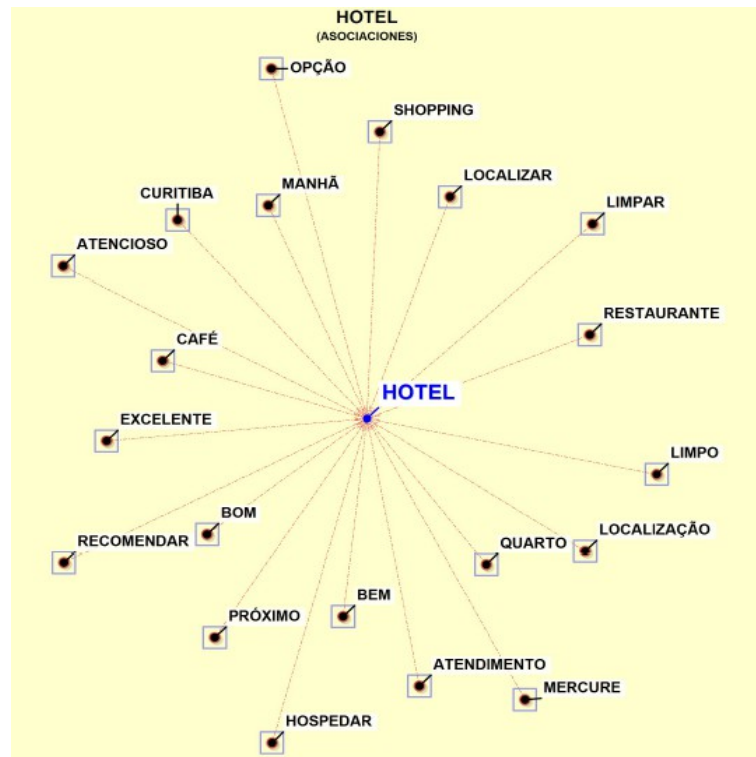 HOTEL
(ASOCIACIONES)
OPÇÃO
SHOPPING
MANHÃ
LOCALIZAR
CURITIBA
LIMPAR
ATENCIOSO
RESTAURANTE
CAFÉ
HOTEL
EXCELENTE
LIMPO
BOM
LOCALIZAÇÃO
RECOMENDAR
QUARTO
BEM
PRÓXIMO
ATENDIMENTO
MERCURE
HOSPEDAR